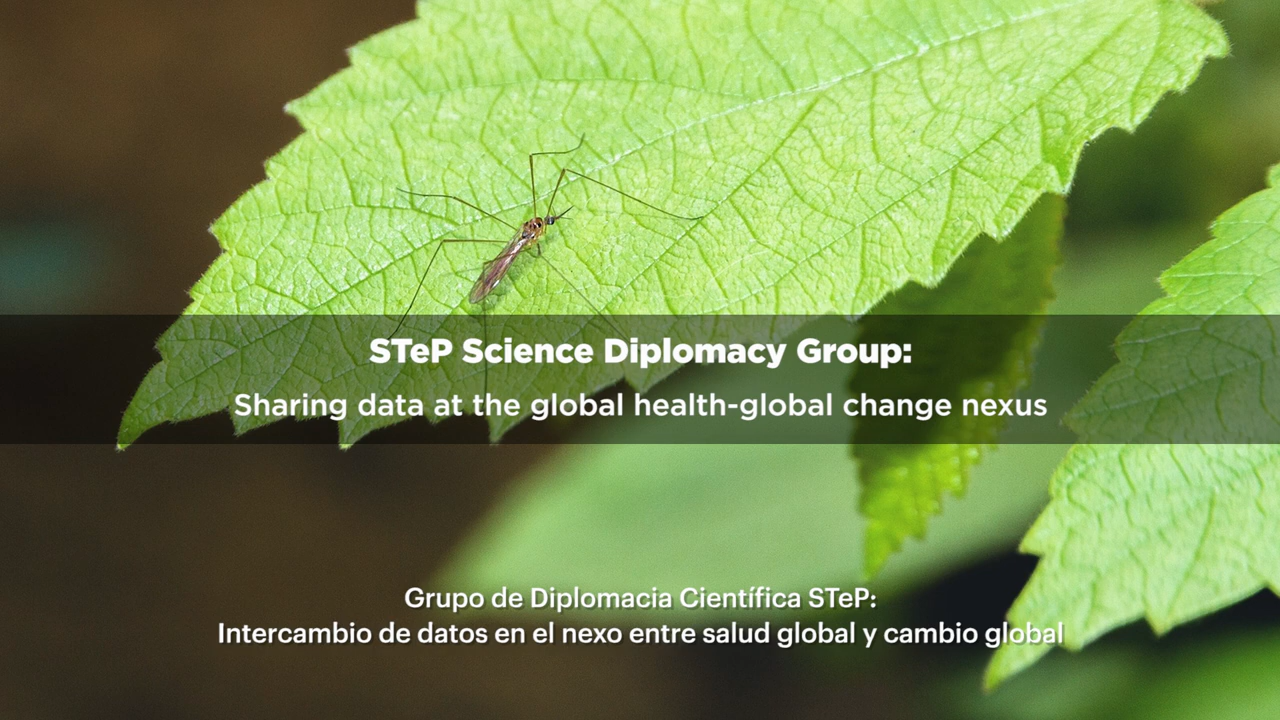 STeP Science Diplomacy Group:
Sharing data at the global health-global change nexus
Grupo de Diplomacia Científica STeP:
Intercambio de datos en el nexo entre salud global y cambio global